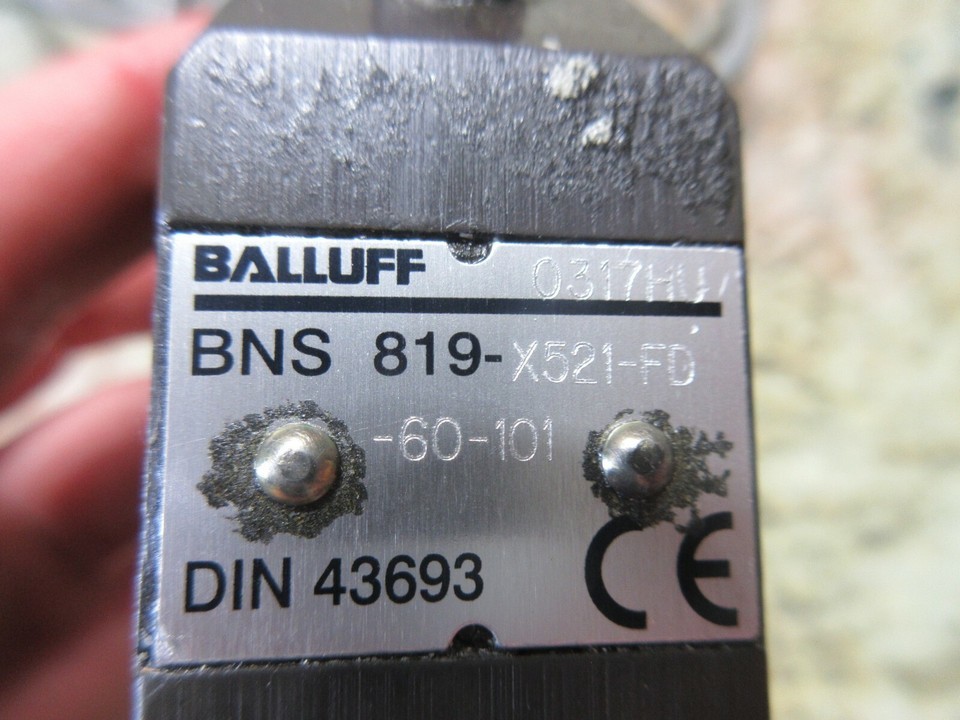 BALLUFF 0317HU
BNS 819-X521-FD
-60-101
DIN 43693 CE